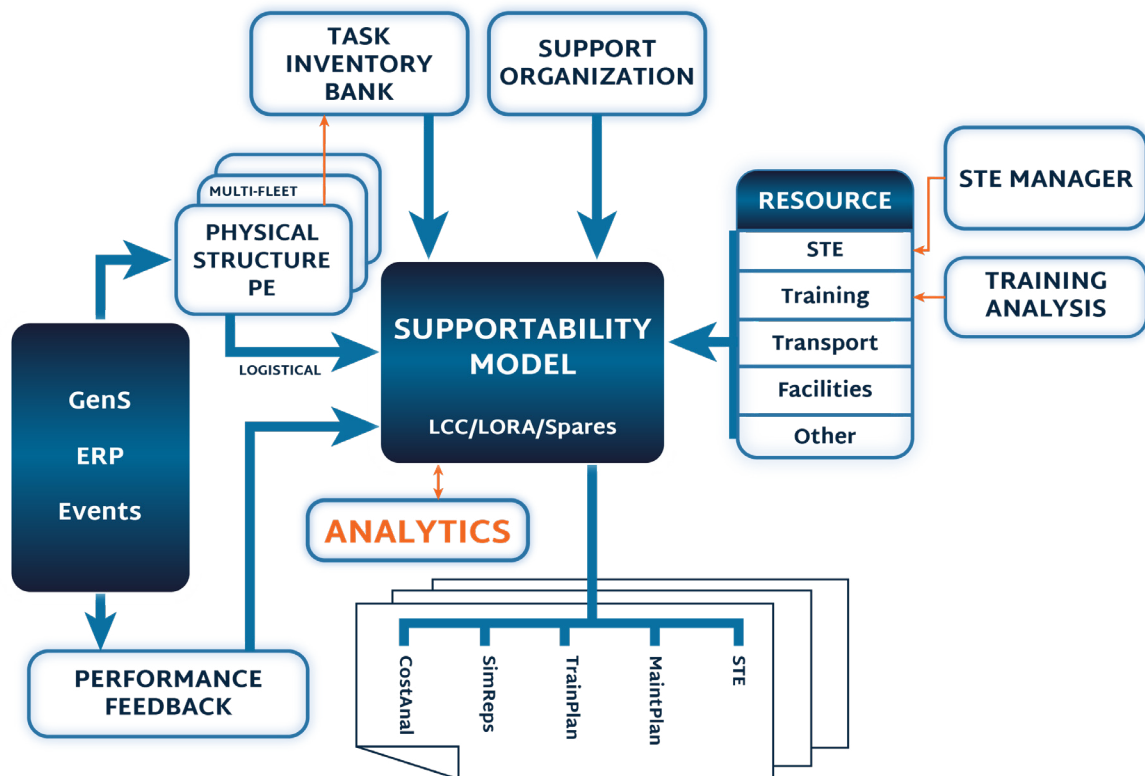 TASK
INVENTORY
BANK
SUPPORT
ORGANIZATION
STE MANAGER
TRAINING
ANALYSIS
RESOURCE
STE
Training
Transport
Facilities
Other
MULTI-FLEET
PHYSICAL
STRUCTURE
PE
LOGISTICAL
SUPPORTABILITY
MODEL
LCC/LORA/Spares
GenS
ERP
Events
ANALYTICS
PERFORMANCE
FEEDBACK
CostAnal
SimReps
TrainPlan
MaintPlan
STE